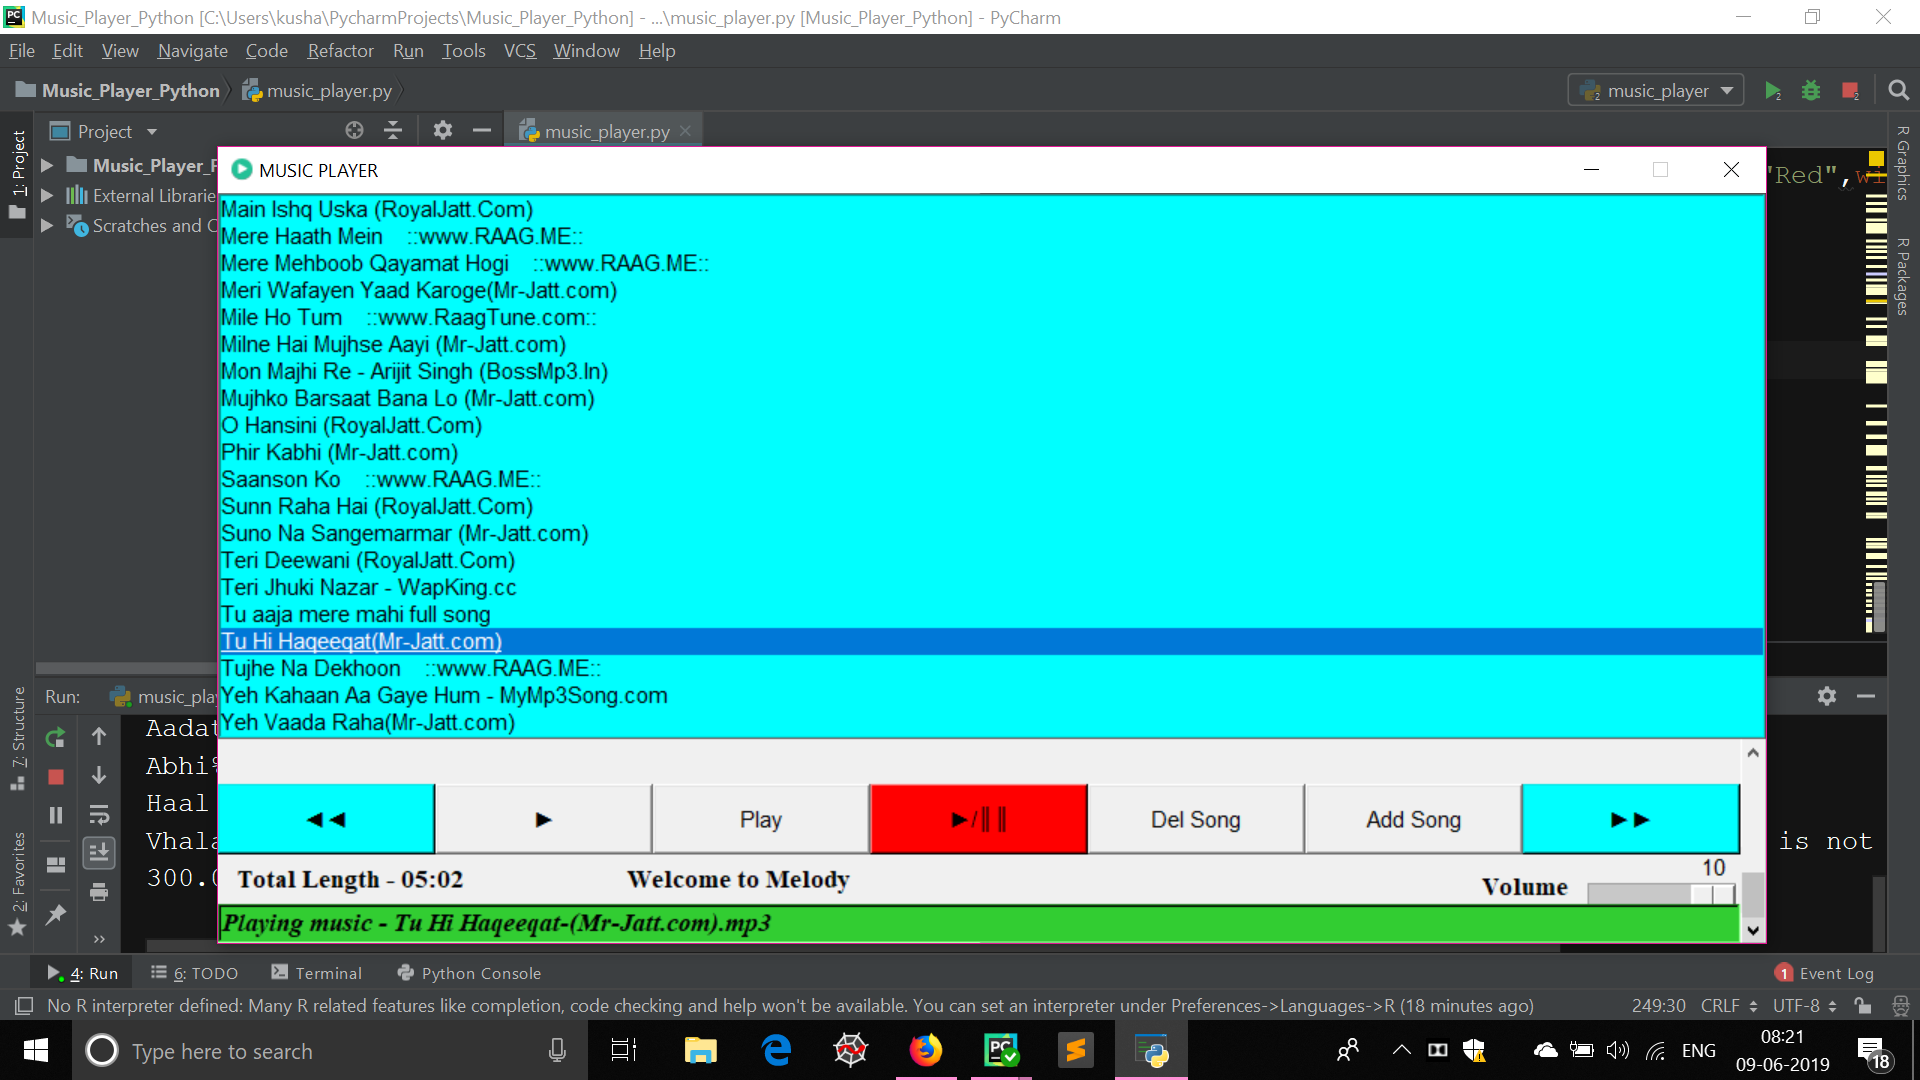 Music_Player_Python [C:\Users\kusha\PycharmProjects\Music_Player_Python] - ...\music_player.py [Music_Player_Python] - PyCharm
File Edit View Navigate Code Refactor Run Tools VCS Window Help
Music_Player_Python music_player.py music_player
Project music_player.py
1: Project
Music_Player_P
External Librarie
Scratches and C
"Red",wi
R Graphics
R Packages
MUSIC PLAYER
Main Ishq Uska (RoyalJatt.Com)
Mere Haath Mein ::www.RAAG.ME::
Mere Mehboob Qayamat Hogi ::www.RAAG.ME::
Meri Wafayen Yaad Karoge(Mr-Jatt.com)
Mile Ho Tum ::www.RaagTune.com::
Milne Hai Mujhse Aayi (Mr-Jatt.com)
Mon Majhi Re - Arijit Singh (BossMp3.In)
Mujhko Barsaat Bana Lo (Mr-Jatt.com)
O Hansini (RoyalJatt.Com)
Phir Kabhi (Mr-Jatt.com)
Saanson Ko ::www.RAAG.ME::
Sunn Raha Hai (RoyalJatt.Com)
Suno Na Sangemarmar (Mr-Jatt.com)
Teri Deewani (RoyalJatt.Com)
Teri Jhuki Nazar - WapKing.cc
Tu aaja mere mahi full song
Tu Hi Haqeeqat(Mr-Jatt.com)
Tujhe Na Dekhoon ::www.RAAG.ME::
Yeh Kahaan Aa Gaye Hum - MyMp3Song.com
Yeh Vaada Raha(Mr-Jatt.com)
◄◄ ► Play ►/║║ Del Song Add Song ►►
Total Length - 05:02 Welcome to Melody Volume 10
Playing music - Tu Hi Haqeeqat-(Mr-Jatt.com).mp3
7: Structure
2: Favorites
Run: music_play
Aadat
Abhi%
Haal
Vhala is not
300.0
4: Run 6: TODO Terminal Python Console 1 Event Log
No R interpreter defined: Many R related features like completion, code checking and help won't be available. You can set an interpreter under Preferences->Languages->R (18 minutes ago) 249:30 CRLF UTF-8
Type here to search
ENG 08:21
09-06-2019
18